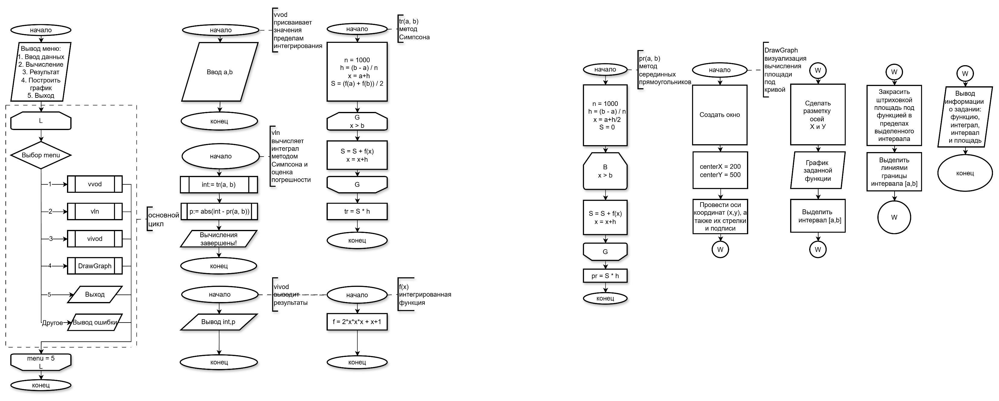 начало
Вывод меню:
1. Ввод данных
2. Вычисление
3. Результат
4. Построить
график
5. Выход
L
Выбор menu
1
vvod
2
vln
3
vivod
4
DrawGraph
5
Выход
Другое
Вывод ошибки
menu = 5
L
конец
основной
цикл
начало
vvod
присваивает
значения
пределам
интегрирования
Ввод a,b
конец
начало
vln
вычисляет
интеграл
методом
Симпсона и
оценка
погрешности
int:= tr(a, b)
p:= abs(int - pr(a, b))
Вычисления
завершены!
конец
начало
vivod
выводит
результаты
Вывод int,p
конец
начало
tr(a, b)
метод
Симпсона
n = 1000
h = (b - a) / n
x = a+h
S = (f(a) + f(b)) / 2
G
x > b
S = S + f(x)
x = x+h
G
tr = S * h
конец
начало
f(x)
интегрированная
функция
f = 2*x*x*x + x+1
конец
начало
pr(a, b)
метод
серединных
прямоугольников
n = 1000
h = (b - a) / n
x = a+h/2
S = 0
B
x > b
S = S + f(x)
x = x+h
G
pr = S * h
конец
начало
DrawGraph
визуализация
вычисления
площади
под
кривой
Создать окно
centerX = 200
centerY = 500
Провести оси
координат (x,y), а
также их стрелки
и подписи
W
W
Сделать
разметку
осей
X и У
График
заданной
функции
Выделить
интервал [a,b]
W
W
Закрасить
штриховкой
площадь под
функцией в
пределах
выделенного
интервала
Выделить
линиями
границы
интервала [a,b]
W
W
Вывод
информации
о задании:
функцию,
интеграл,
интервал
и площадь
конец